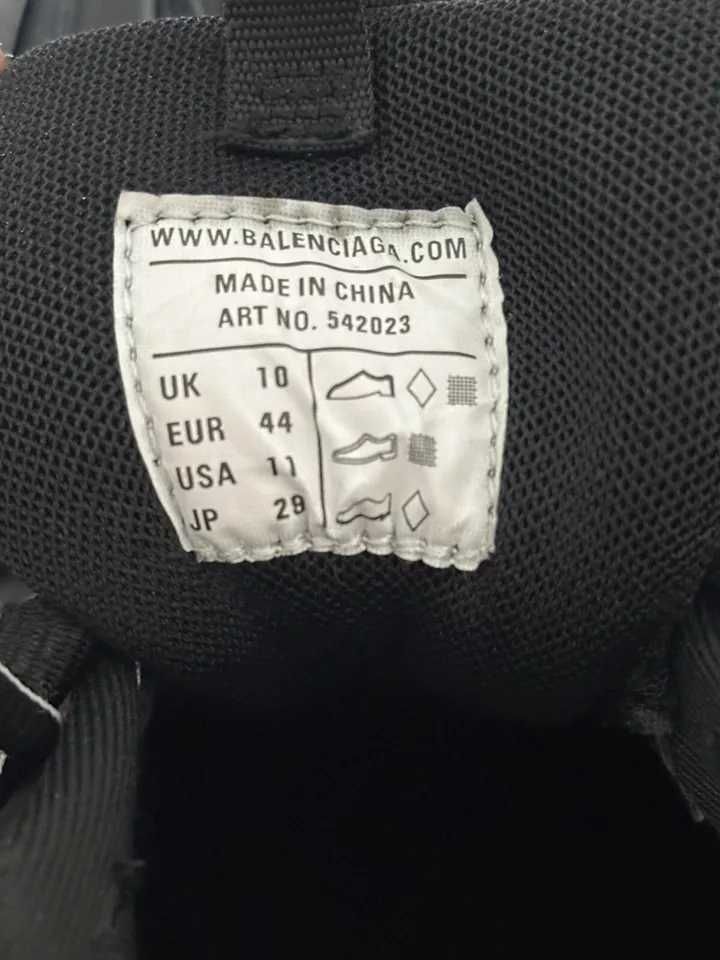 WWW.BALENCIAGA.COM
MADE IN CHINA
ART NO. 542023
UK 10
EUR 44
USA 11
JP 29